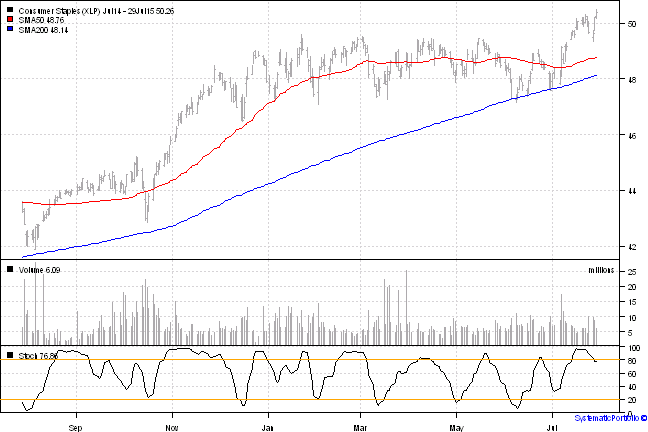 Consumer Staples (XLP) Jul14 - 29Jul15 50.26
SMA50 48.76
SMA200 48.14
50
48
46
44
42
Volume 6.09
millions
25
20
15
10
5
Stoch 76.86
100
80
60
40
20
0
Sep Nov Jan Mar May Jul
SystematicPortfolio ©